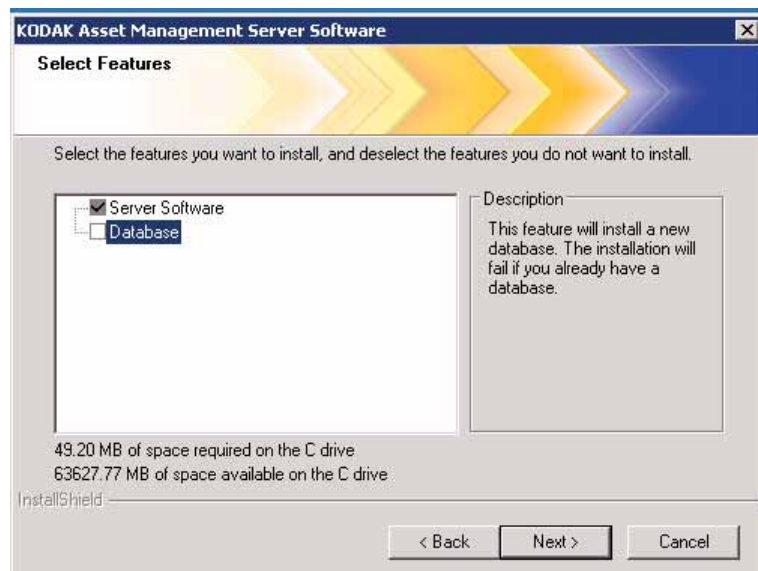 KODAK Asset Management Server Software
Select Features
Select the features you want to install, and deselect the features you do not want to install.
Server Software
Database
Description
This feature will install a new
database. The installation will
fail if you already have a
database.
49.20 MB of space required on the C drive
63627.77 MB of space available on the C drive
InstallShield
< Back
Next >
Cancel